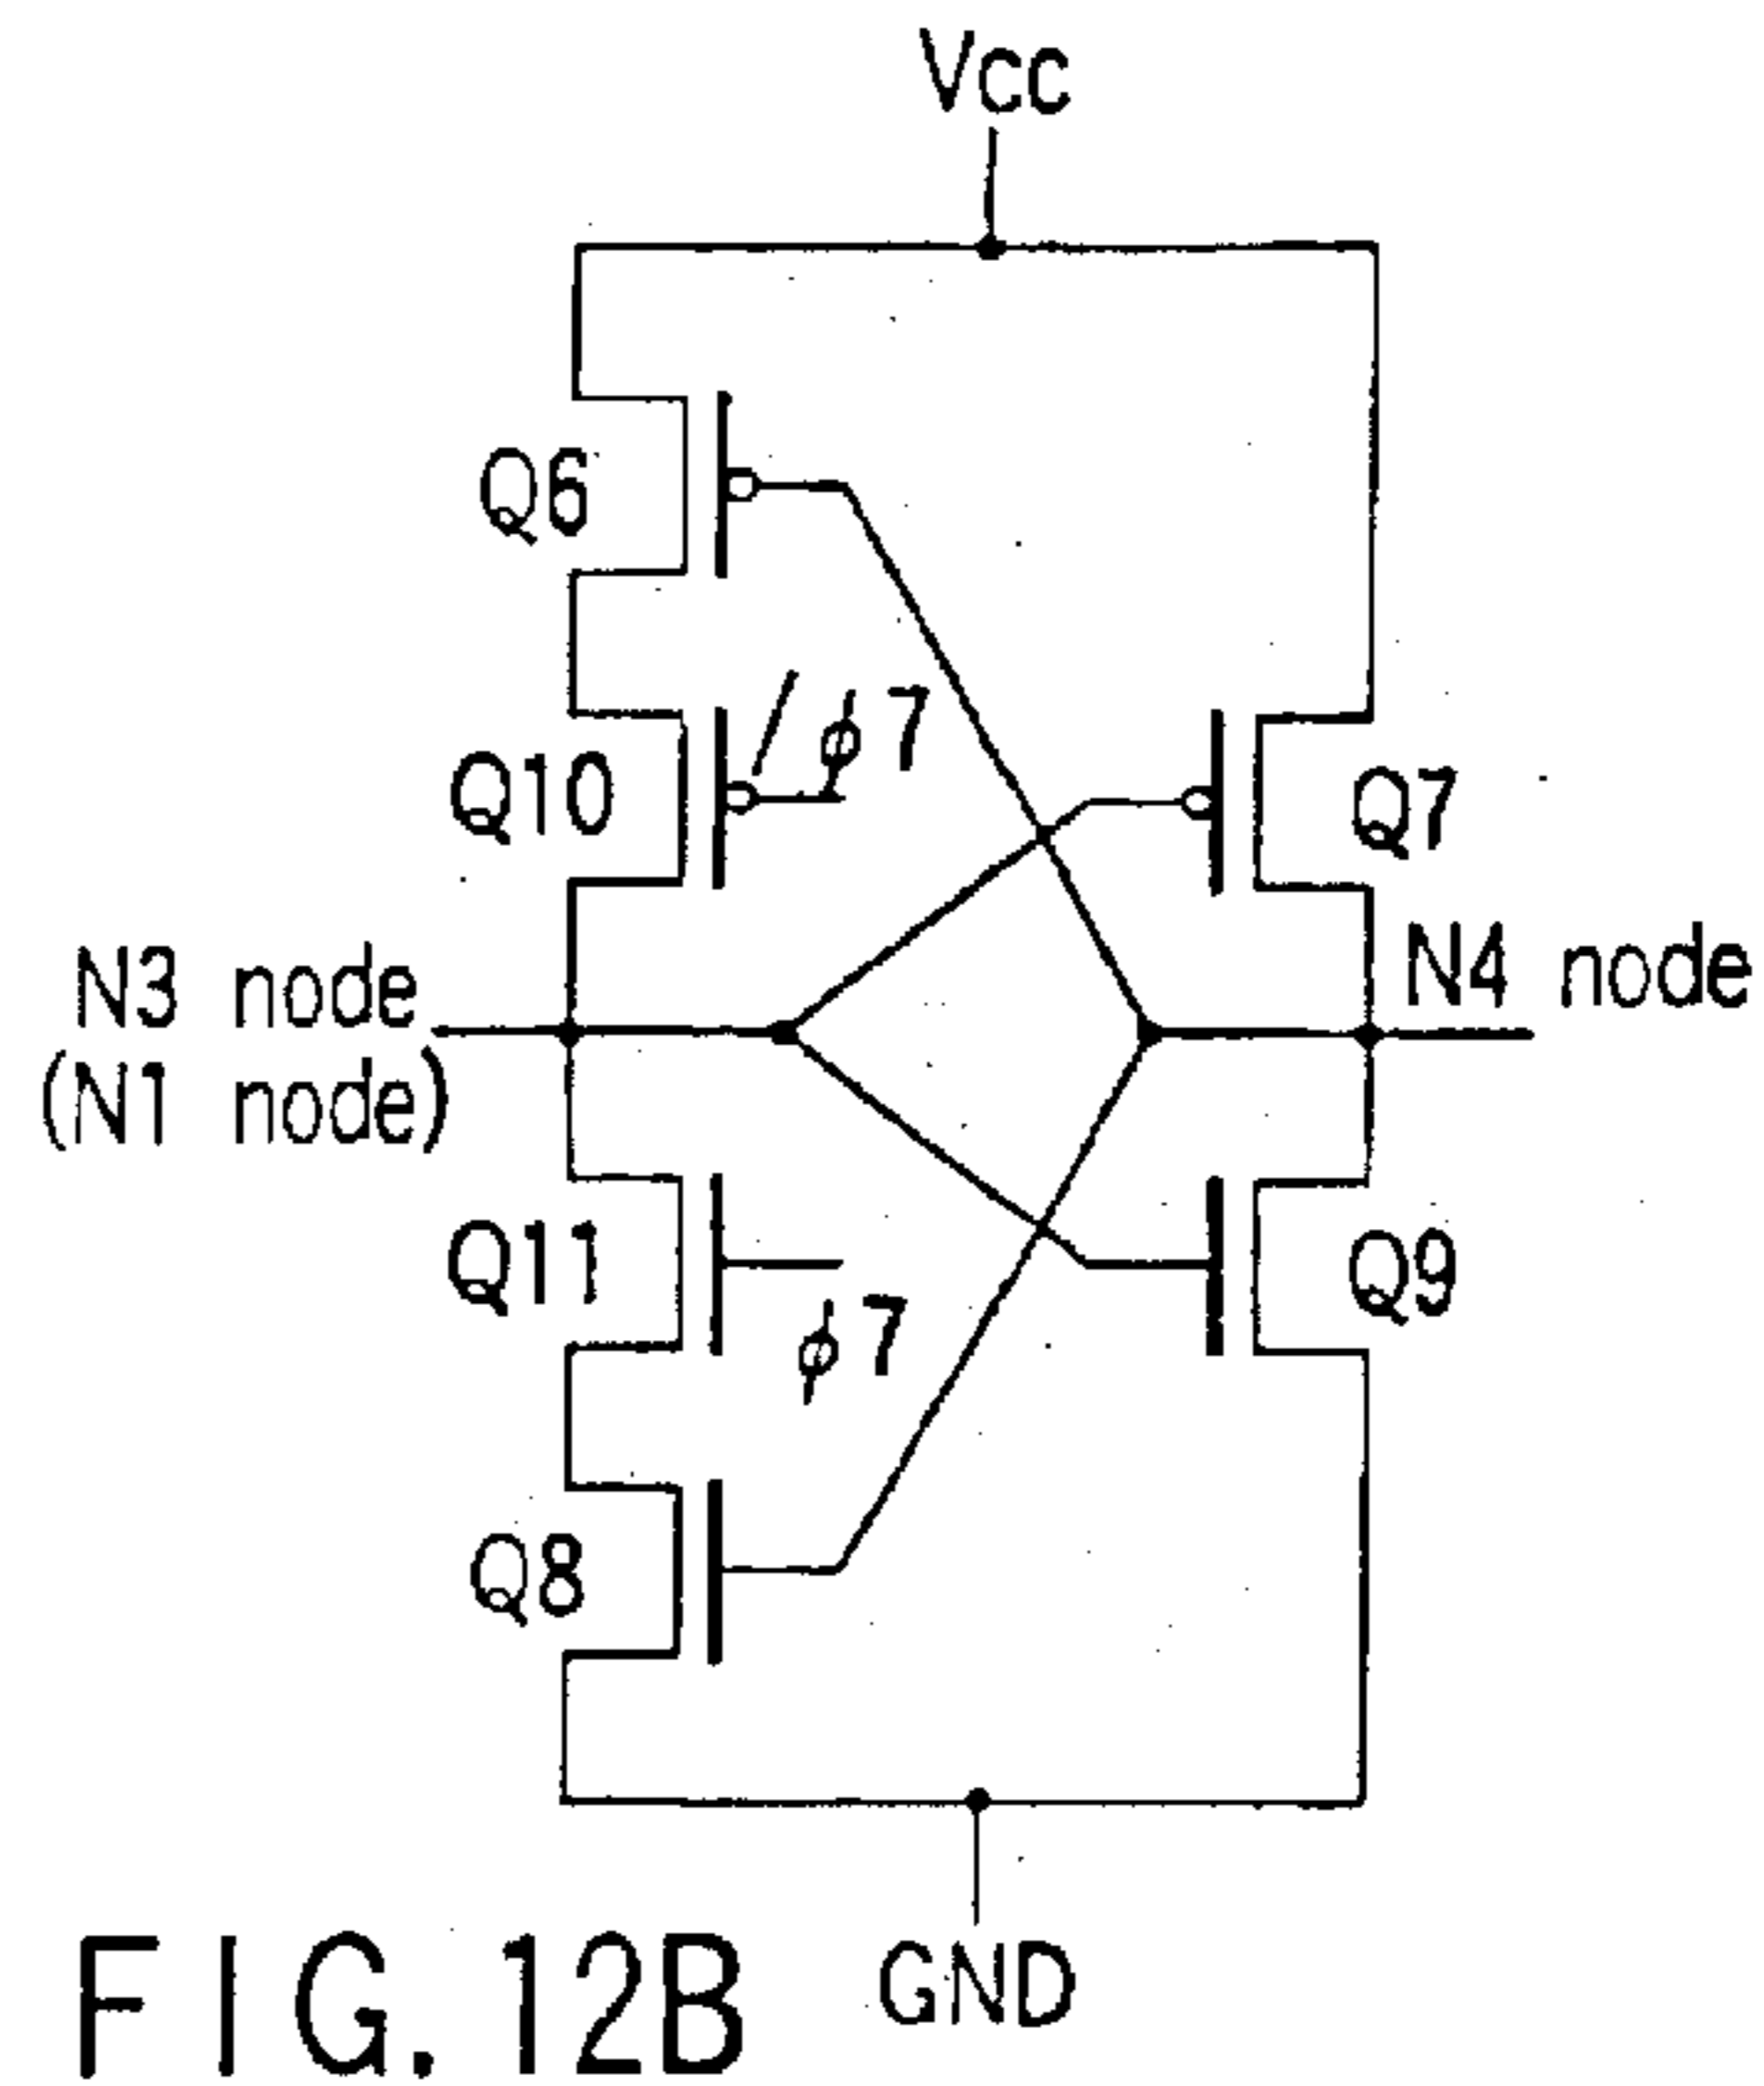 Vcc
Q6
/ϕ7
Q10
Q7
N3 node
N4 node
(N1 node)
Q11
Q9
ϕ7
Q8
GND
FIG. 12B